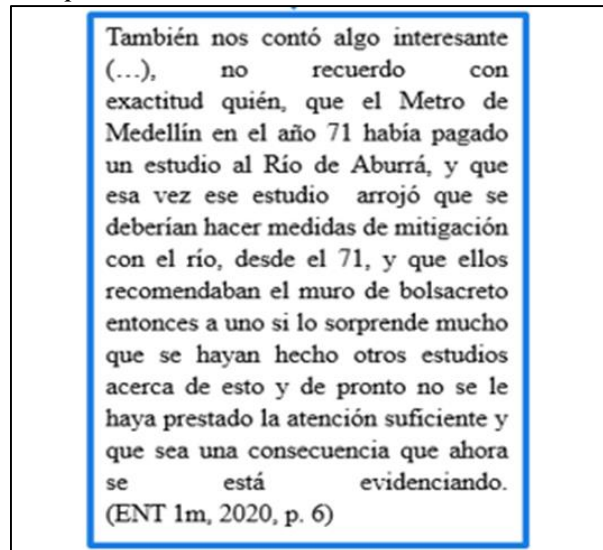 También nos contó algo interesante
(…), no recuerdo con
exactitud quién, que el Metro de
Medellín en el año 71 había pagado
un estudio al Río de Aburrá, y que
esa vez ese estudio arrojó que se
deberían hacer medidas de mitigación
con el río, desde el 71, y que ellos
recomendaban el muro de bolsacreto
entonces a uno si lo sorprende mucho
que se hayan hecho otros estudios
acerca de esto y de pronto no se le
haya prestado la atención suficiente y
que sea una consecuencia que ahora
se está evidenciando.
(ENT 1m, 2020, p. 6)